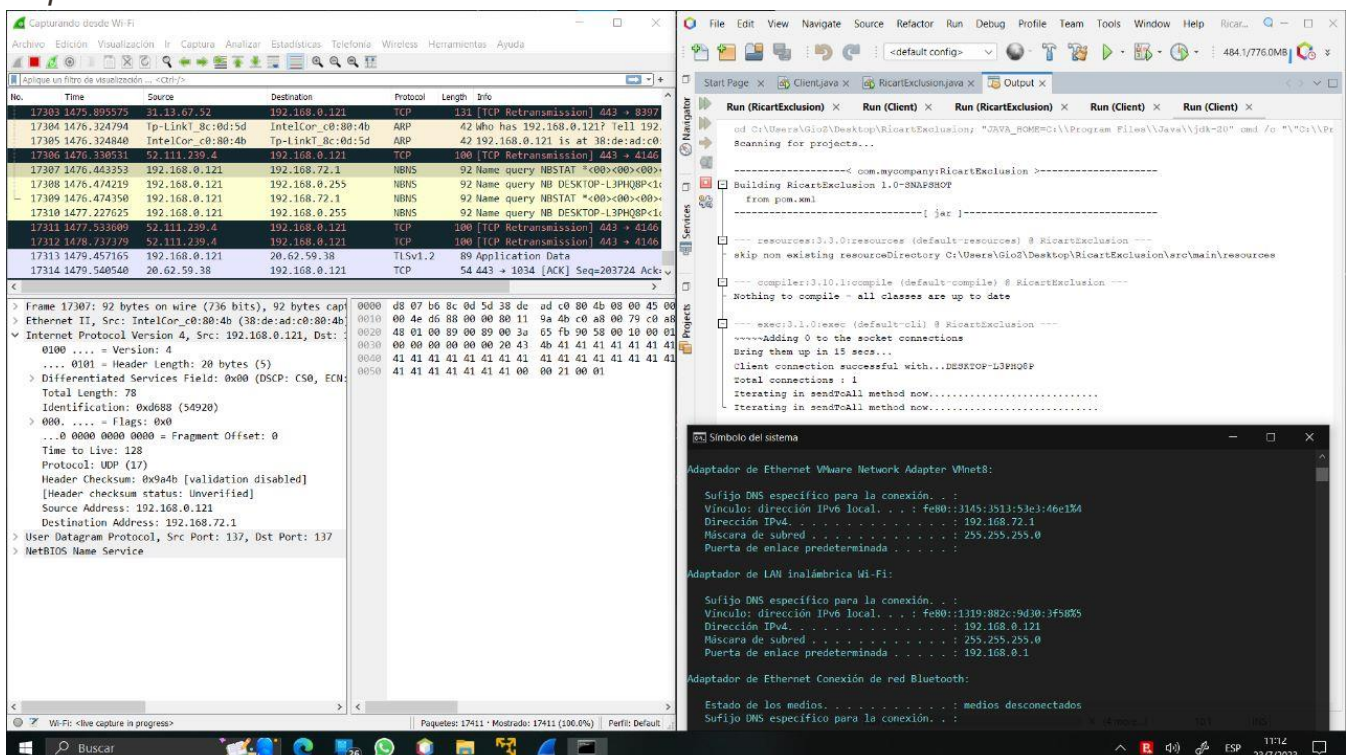 Capturando desde Wi-Fi
Archivo Edición Visualización Ir Captura Analizar Estadísticas Telefonía Wireless Herramientas Ayuda
Aplique un filtro de visualización ... <Ctrl-/>
No. Time Source Destination Protocol Length Info
17303 1475.895575 31.13.67.52 192.168.0.121 TCP 131 [TCP Retransmission] 443 → 8397
17304 1476.324794 Tp-LinkT_8c:0d:5d IntelCor_c0:80:4b ARP 42 Who has 192.168.0.121? Tell 192.
17305 1476.324840 IntelCor_c0:80:4b Tp-LinkT_8c:0d:5d ARP 42 192.168.0.121 is at 38:de:ad:c0:
17306 1476.330531 52.111.239.4 192.168.0.121 TCP 100 [TCP Retransmission] 443 → 4146
17307 1476.443353 192.168.0.121 192.168.72.1 NBNS 92 Name query NBSTAT *<00><00><00>
17308 1476.474219 192.168.0.121 192.168.0.255 NBNS 92 Name query NB DESKTOP-L3PHQ8P<1c
17309 1476.474350 192.168.0.121 192.168.72.1 NBNS 92 Name query NBSTAT *<00><00><00>
17310 1477.227625 192.168.0.121 192.168.0.255 NBNS 92 Name query NB DESKTOP-L3PHQ8P<1c
17311 1477.533609 52.111.239.4 192.168.0.121 TCP 100 [TCP Retransmission] 443 → 4146
17312 1478.737379 52.111.239.4 192.168.0.121 TCP 100 [TCP Retransmission] 443 → 4146
17313 1479.457165 192.168.0.121 20.62.59.38 TLSv1.2 89 Application Data
17314 1479.540540 20.62.59.38 192.168.0.121 TCP 54 443 → 1034 [ACK] Seq=203724 Ack=
Frame 17307: 92 bytes on wire (736 bits), 92 bytes capt
Ethernet II, Src: IntelCor_c0:80:4b (38:de:ad:c0:80:4b)
Internet Protocol Version 4, Src: 192.168.0.121, Dst: 1
0100 .... = Version: 4
.... 0101 = Header Length: 20 bytes (5)
Differentiated Services Field: 0x00 (DSCP: CS0, ECN:
Total Length: 78
Identification: 0xd688 (54920)
000. .... = Flags: 0x0
...0 0000 0000 0000 = Fragment Offset: 0
Time to Live: 128
Protocol: UDP (17)
Header Checksum: 0x9a4b [validation disabled]
[Header checksum status: Unverified]
Source Address: 192.168.0.121
Destination Address: 192.168.72.1
User Datagram Protocol, Src Port: 137, Dst Port: 137
NetBIOS Name Service
0000 d8 07 b6 8c 0d 5d 38 de ad c0 80 4b 08 00 45 00
0010 00 4e d6 88 00 00 80 11 9a 4b c0 a8 00 79 c0 a8
0020 48 01 00 89 00 89 00 3a 65 fb 90 58 00 10 00 01
0030 00 00 00 00 00 00 20 43 4b 41 41 41 41 41 41 41
0040 41 41 41 41 41 41 41 41 41 41 41 41 41 41 41 41
0050 41 41 41 41 41 41 41 00 00 21 00 01
Wi-Fi: <live capture in progress>
Paquetes: 17411 · Mostrado: 17411 (100.0%)
Perfil: Default
File Edit View Navigate Source Refactor Run Debug Profile Team Tools Window Help Ricar...
<default config>
484.1/776.0MB
Start Page Client.java RicartExclusion.java Output
Run (RicartExclusion) Run (Client) Run (RicartExclusion) Run (Client) Run (Client)
Navigator
Services
Projects
cd C:\Users\GioZ\Desktop\RicartExclusion; "JAVA_HOME=C:\\Program Files\\Java\\jdk-20" cmd /c "\"C:\\Pr
Scanning for projects...
-------------------< com.mycompany:RicartExclusion >--------------------
Building RicartExclusion 1.0-SNAPSHOT
from pom.xml
--------------------------------[ jar ]---------------------------------
--- resources:3.3.0:resources (default-resources) @ RicartExclusion ---
skip non existing resourceDirectory C:\Users\GioZ\Desktop\RicartExclusion\src\main\resources
--- compiler:3.10.1:compile (default-compile) @ RicartExclusion ---
Nothing to compile - all classes are up to date
--- exec:3.1.0:exec (default-cli) @ RicartExclusion ---
~~~~~Adding 0 to the socket connections
Bring them up in 15 secs...
Client connection successful with...DESKTOP-L3PHQ8P
Total connections : 1
Iterating in sendToAll method now............................
Iterating in sendToAll method now............................
Símbolo del sistema
Adaptador de Ethernet VMware Network Adapter VMnet8:
Sufijo DNS específico para la conexión. . :
Vínculo: dirección IPv6 local. . . : fe80::3145:3513:53e3:46e1%4
Dirección IPv4. . . . . . . . . . . . . . : 192.168.72.1
Máscara de subred . . . . . . . . . . . . : 255.255.255.0
Puerta de enlace predeterminada . . . . . :
Adaptador de LAN inalámbrica Wi-Fi:
Sufijo DNS específico para la conexión. . :
Vínculo: dirección IPv6 local. . . : fe80::1319:882c:9d30:3f58%5
Dirección IPv4. . . . . . . . . . . . . . : 192.168.0.121
Máscara de subred . . . . . . . . . . . . : 255.255.255.0
Puerta de enlace predeterminada . . . . . : 192.168.0.1
Adaptador de Ethernet Conexión de red Bluetooth:
Estado de los medios. . . . . . . . . . . : medios desconectados
Sufijo DNS específico para la conexión. . :
Buscar
26
ESP
11:12